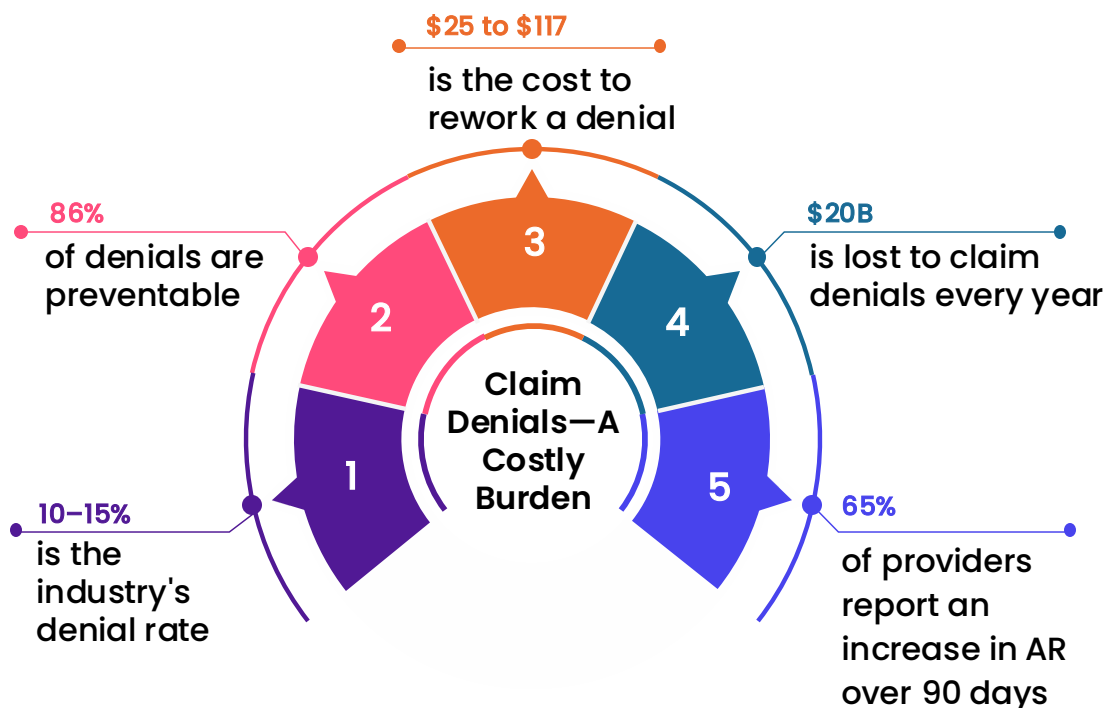 $25 to $117
is the cost to
rework a denial
86%
of denials are
preventable
$20B
is lost to claim
denials every year
3
2
4
Claim
Denials—A
Costly
Burden
1
5
10–15%
is the
industry's
denial rate
65%
of providers
report an
increase in AR
over 90 days